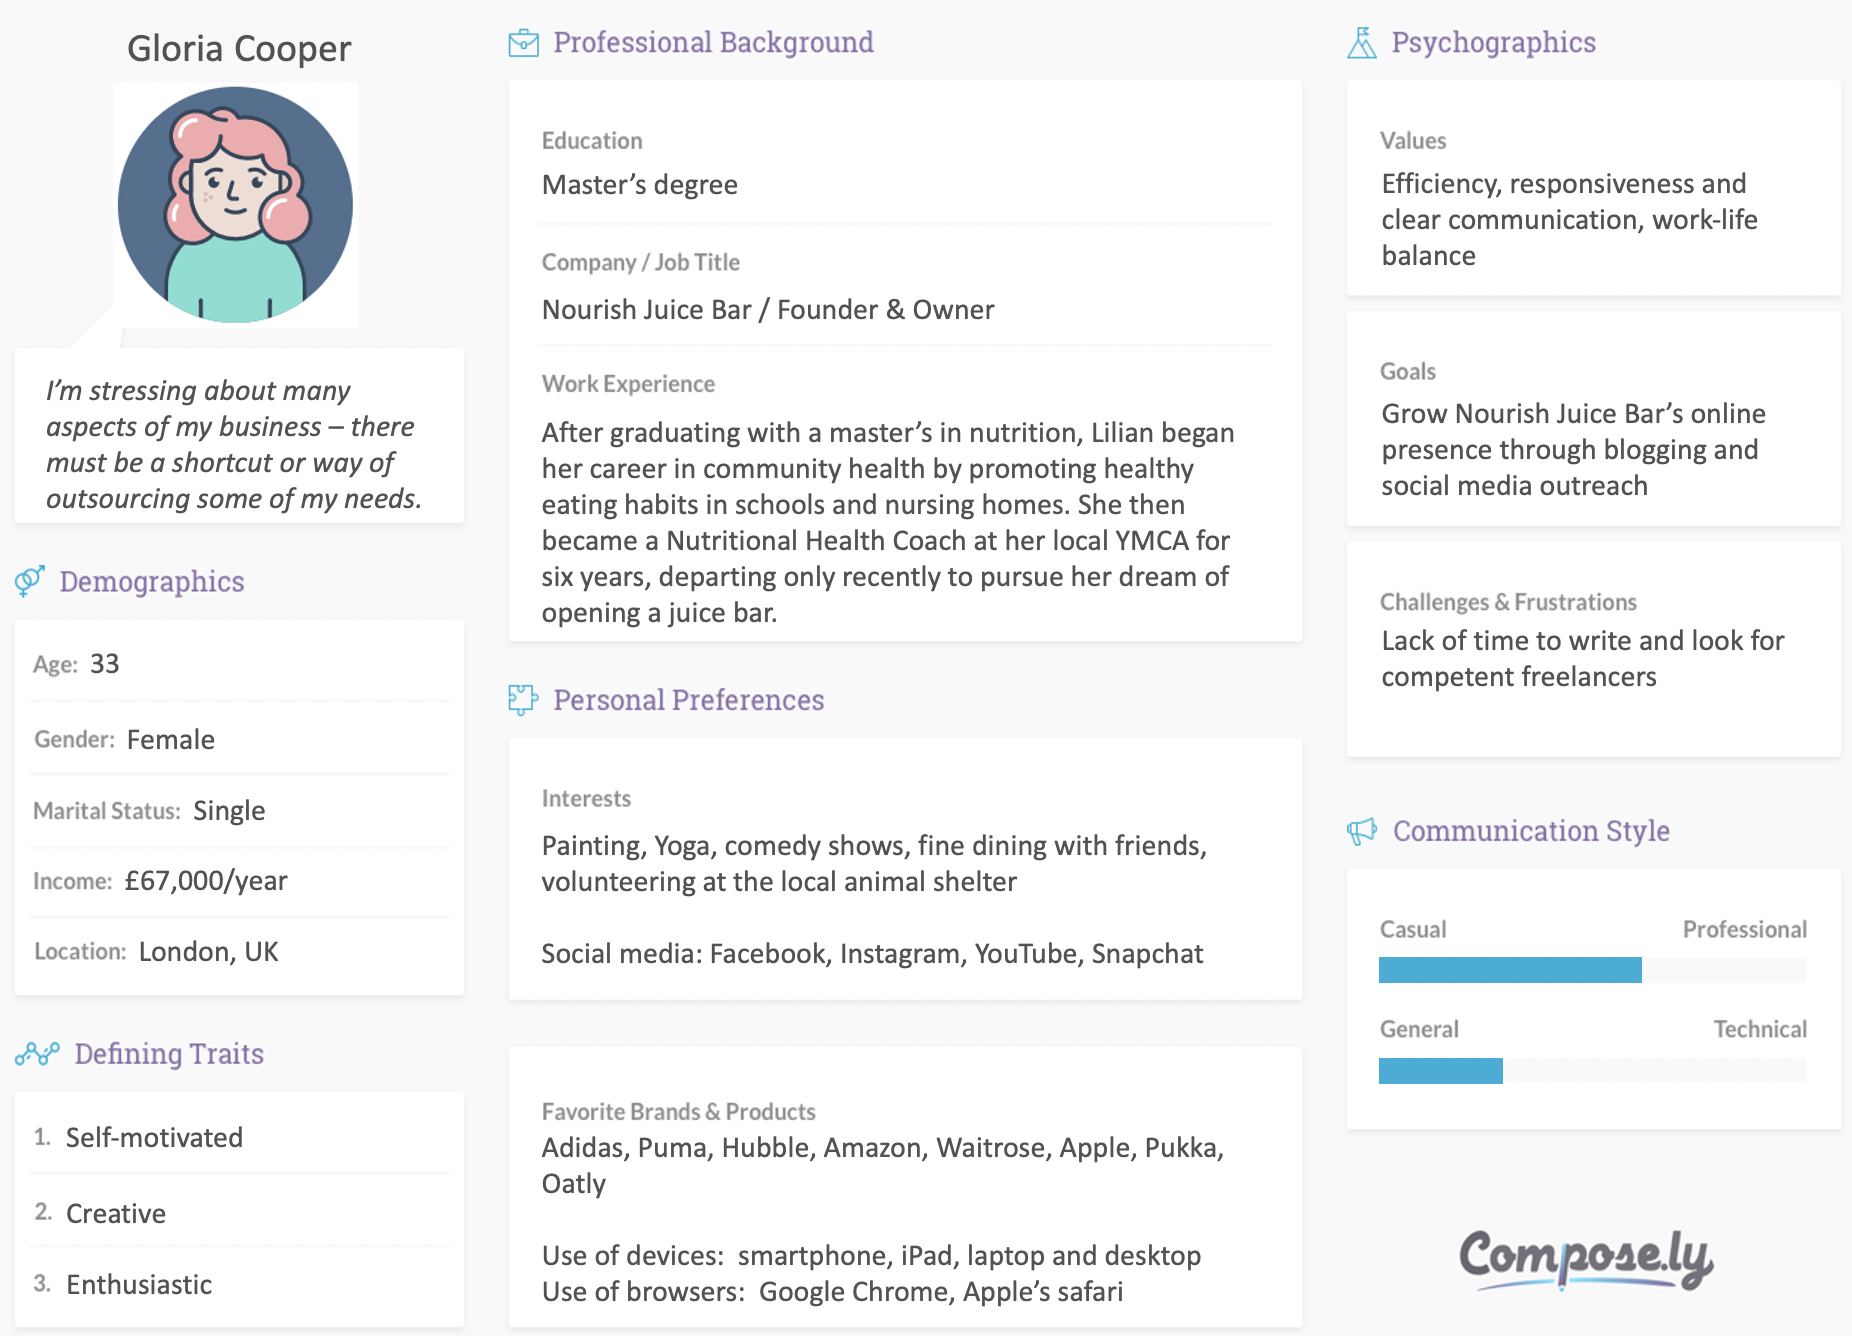 Gloria Cooper
I’m stressing about many
aspects of my business – there
must be a shortcut or way of
outsourcing some of my needs.
Demographics
Age: 33
Gender: Female
Marital Status: Single
Income: £67,000/year
Location: London, UK
Defining Traits
1. Self-motivated
2. Creative
3. Enthusiastic
Professional Background
Education
Master’s degree
Company / Job Title
Nourish Juice Bar / Founder & Owner
Work Experience
After graduating with a master’s in nutrition, Lilian began
her career in community health by promoting healthy
eating habits in schools and nursing homes. She then
became a Nutritional Health Coach at her local YMCA for
six years, departing only recently to pursue her dream of
opening a juice bar.
Personal Preferences
Interests
Painting, Yoga, comedy shows, fine dining with friends,
volunteering at the local animal shelter
Social media: Facebook, Instagram, YouTube, Snapchat
Favorite Brands & Products
Adidas, Puma, Hubble, Amazon, Waitrose, Apple, Pukka,
Oatly
Use of devices:  smartphone, iPad, laptop and desktop
Use of browsers:  Google Chrome, Apple’s safari
Psychographics
Values
Efficiency, responsiveness and
clear communication, work-life
balance
Goals
Grow Nourish Juice Bar’s online
presence through blogging and
social media outreach
Challenges & Frustrations
Lack of time to write and look for
competent freelancers
Communication Style
Casual Professional
General Technical
Compose.ly